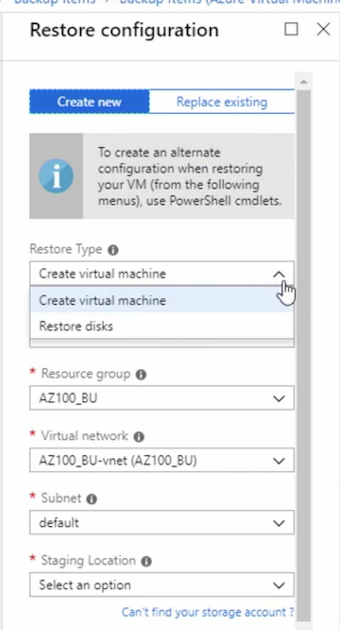 Backup Items > Backup Items (Azure Virtual Machin
Restore configuration
Create new
Replace existing
To create an alternate
configuration when restoring
your VM (from the following
menus), use PowerShell cmdlets.
Restore Type
Create virtual machine
Create virtual machine
Restore disks
* Resource group
AZ100_BU
* Virtual network
AZ100_BU-vnet (AZ100_BU)
* Subnet
default
* Staging Location
Select an option
Can't find your storage account ?